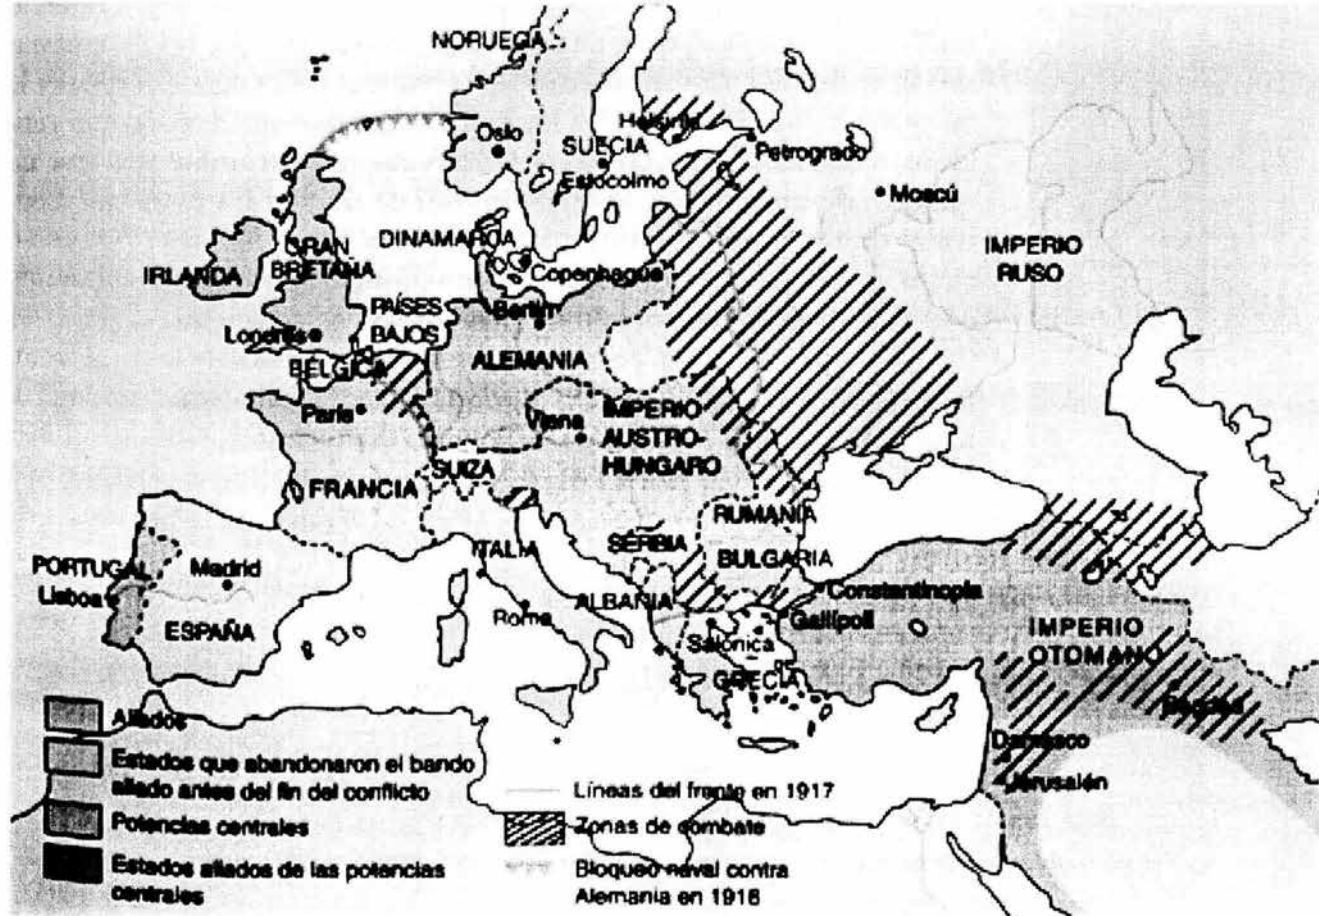 NORUEGA
Oslo
SUECIA
Helsinki
Petrogrado
Estocolmo
Moscú
DINAMARCA
IMPERIO
RUSO
GRAN
BRETAÑA
IRLANDA
Copenhague
PAÍSES
BAJOS
Berlín
Londres
BÉLGICA
ALEMANIA
París
Viena
IMPERIO
AUSTRO-
HUNGARO
SUIZA
FRANCIA
RUMANIA
ITALIA
SERBIA
BULGARIA
PORTUGAL
Madrid
Lisboa
ALBANIA
Constantinopla
Roma
Gallípoli
ESPAÑA
Salónica
IMPERIO
OTOMANO
GRECIA
Bagdad
Damasco
Jerusalén
Aliados
Estados que abandonaron el bando
aliado antes del fin del conflicto
Potencias centrales
Estados aliados de las potencias
centrales
Líneas del frente en 1917
Zonas de combate
Bloqueo naval contra
Alemania en 1918